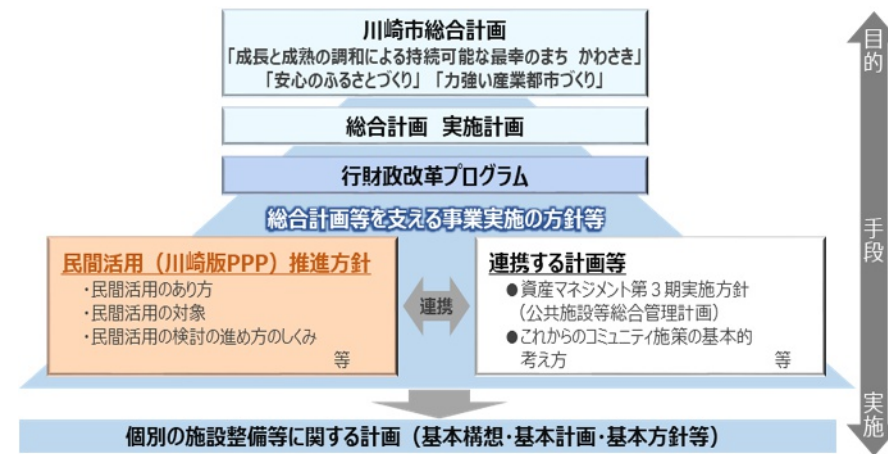 川崎市総合計画
「成長と成熟の調和による持続可能な最幸のまち かわさき」
「安心のふるさとづくり」「力強い産業都市づくり」
総合計画 実施計画
行財政改革プログラム
総合計画等を支える事業実施の方針等
民間活用（川崎版PPP）推進方針
・民間活用のあり方
・民間活用の対象
・民間活用の検討の進め方のしくみ
等
連携
連携する計画等
●資産マネジメント第３期実施方針
（公共施設等総合管理計画）
●これからのコミュニティ施策の基本的
考え方 等
個別の施設整備等に関する計画（基本構想・基本計画・基本方針等）
目的
手段
実施